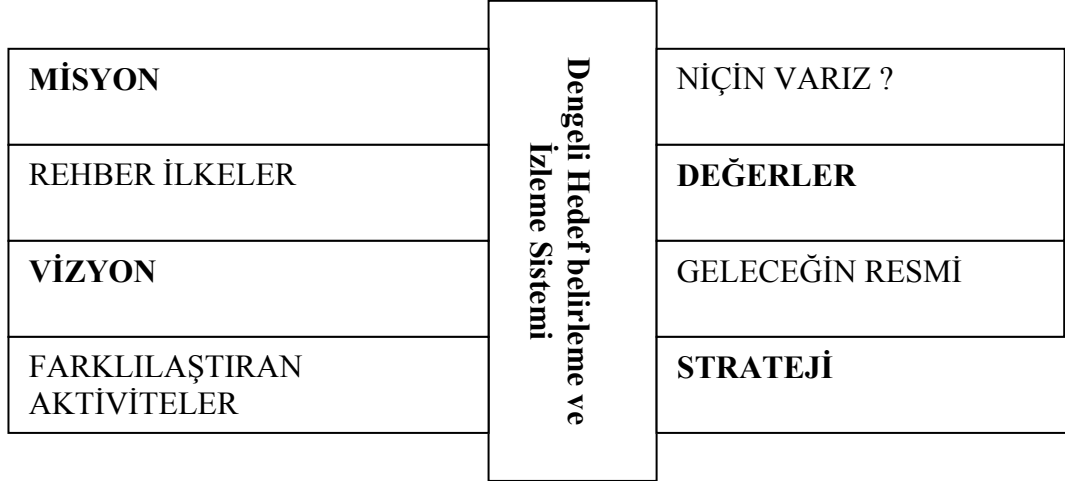 MİSYON
REHBER İLKELER
VİZYON
FARKLILAŞTIRAN
AKTİVİTELER
Dengeli Hedef belirleme ve
İzleme Sistemi
NİÇİN VARIZ ?
DEĞERLER
GELECEĞİN RESMİ
STRATEJİ